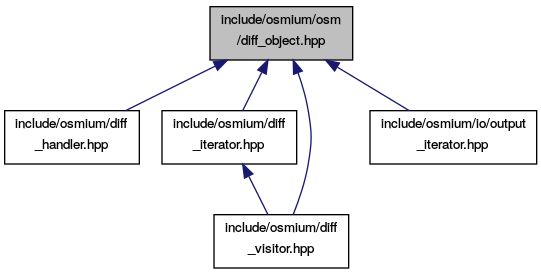 include/osmium/osm
/diff_object.hpp
include/osmium/diff
_handler.hpp
include/osmium/diff
_iterator.hpp
include/osmium/io/output
_iterator.hpp
include/osmium/diff
_visitor.hpp